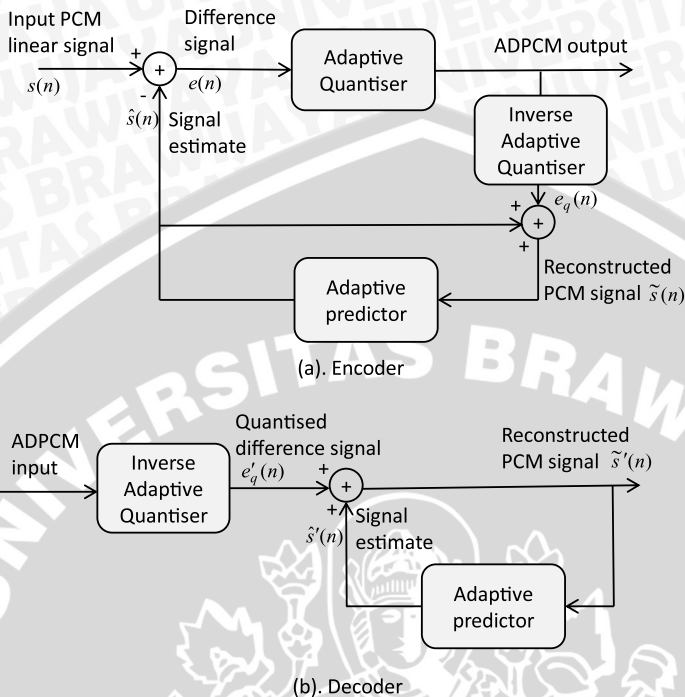 Input PCM
linear signal
Difference
signal
ADPCM output
+
+
-
s(n)
e(n)
Adaptive
Quantiser
ŝ(n)
Signal
estimate
Inverse
Adaptive
Quantiser
e_q(n)
+
+
+
Reconstructed
PCM signal s̃(n)
Adaptive
predictor
(a). Encoder
UNIVERSITAS BRAW
ADPCM
input
Inverse
Adaptive
Quantiser
Quantised
difference signal
e′_q(n)
+
+
+
Reconstructed
PCM signal s̃′(n)
ŝ′(n)
Signal
estimate
Adaptive
predictor
(b). Decoder